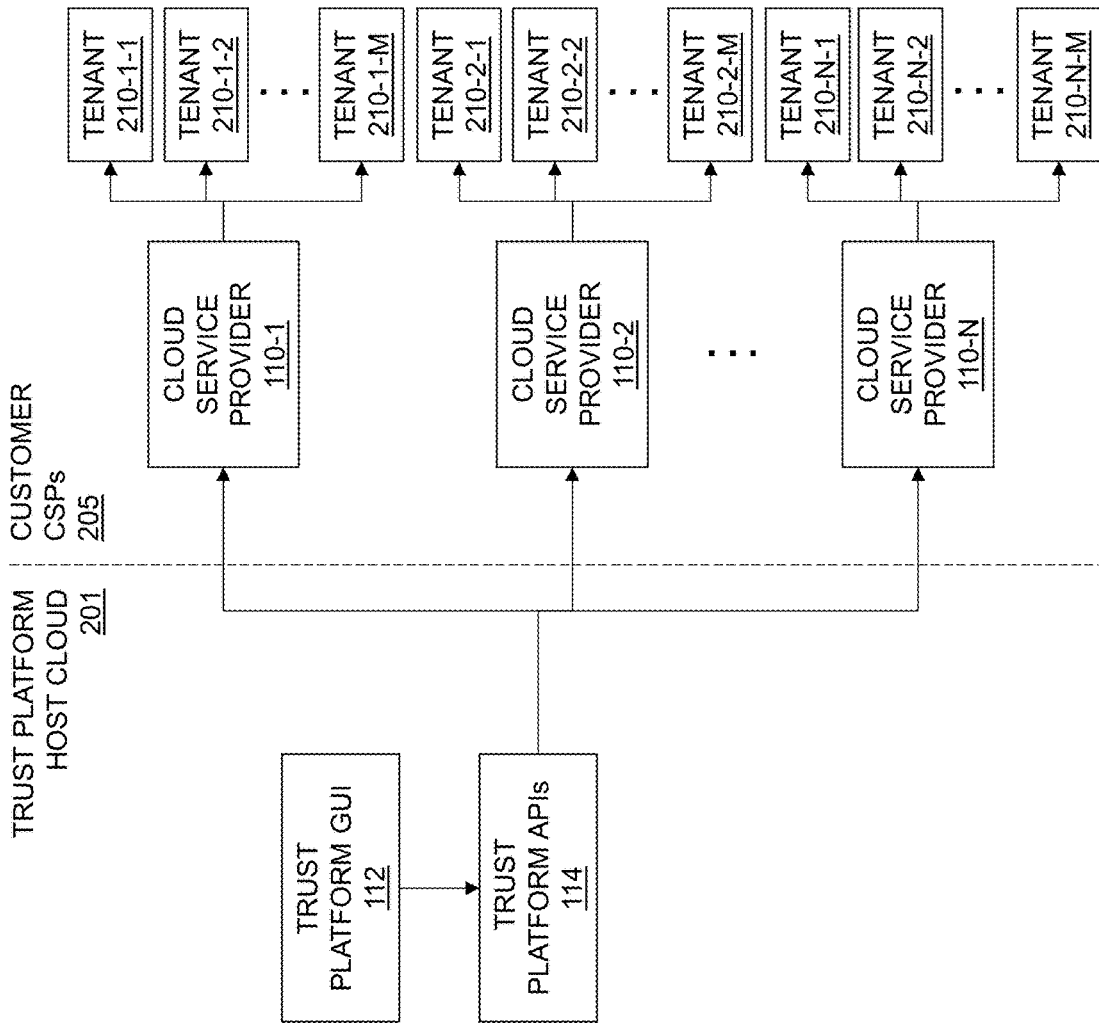 TRUST PLATFORM
HOST CLOUD
201
CUSTOMER
CSPs
205
TRUST
PLATFORM GUI
112
TRUST
PLATFORM APIs
114
CLOUD
SERVICE
PROVIDER
110-1
CLOUD
SERVICE
PROVIDER
110-2
CLOUD
SERVICE
PROVIDER
110-N
TENANT
210-1-1
TENANT
210-1-2
TENANT
210-1-M
TENANT
210-2-1
TENANT
210-2-2
TENANT
210-2-M
TENANT
210-N-1
TENANT
210-N-2
TENANT
210-N-M